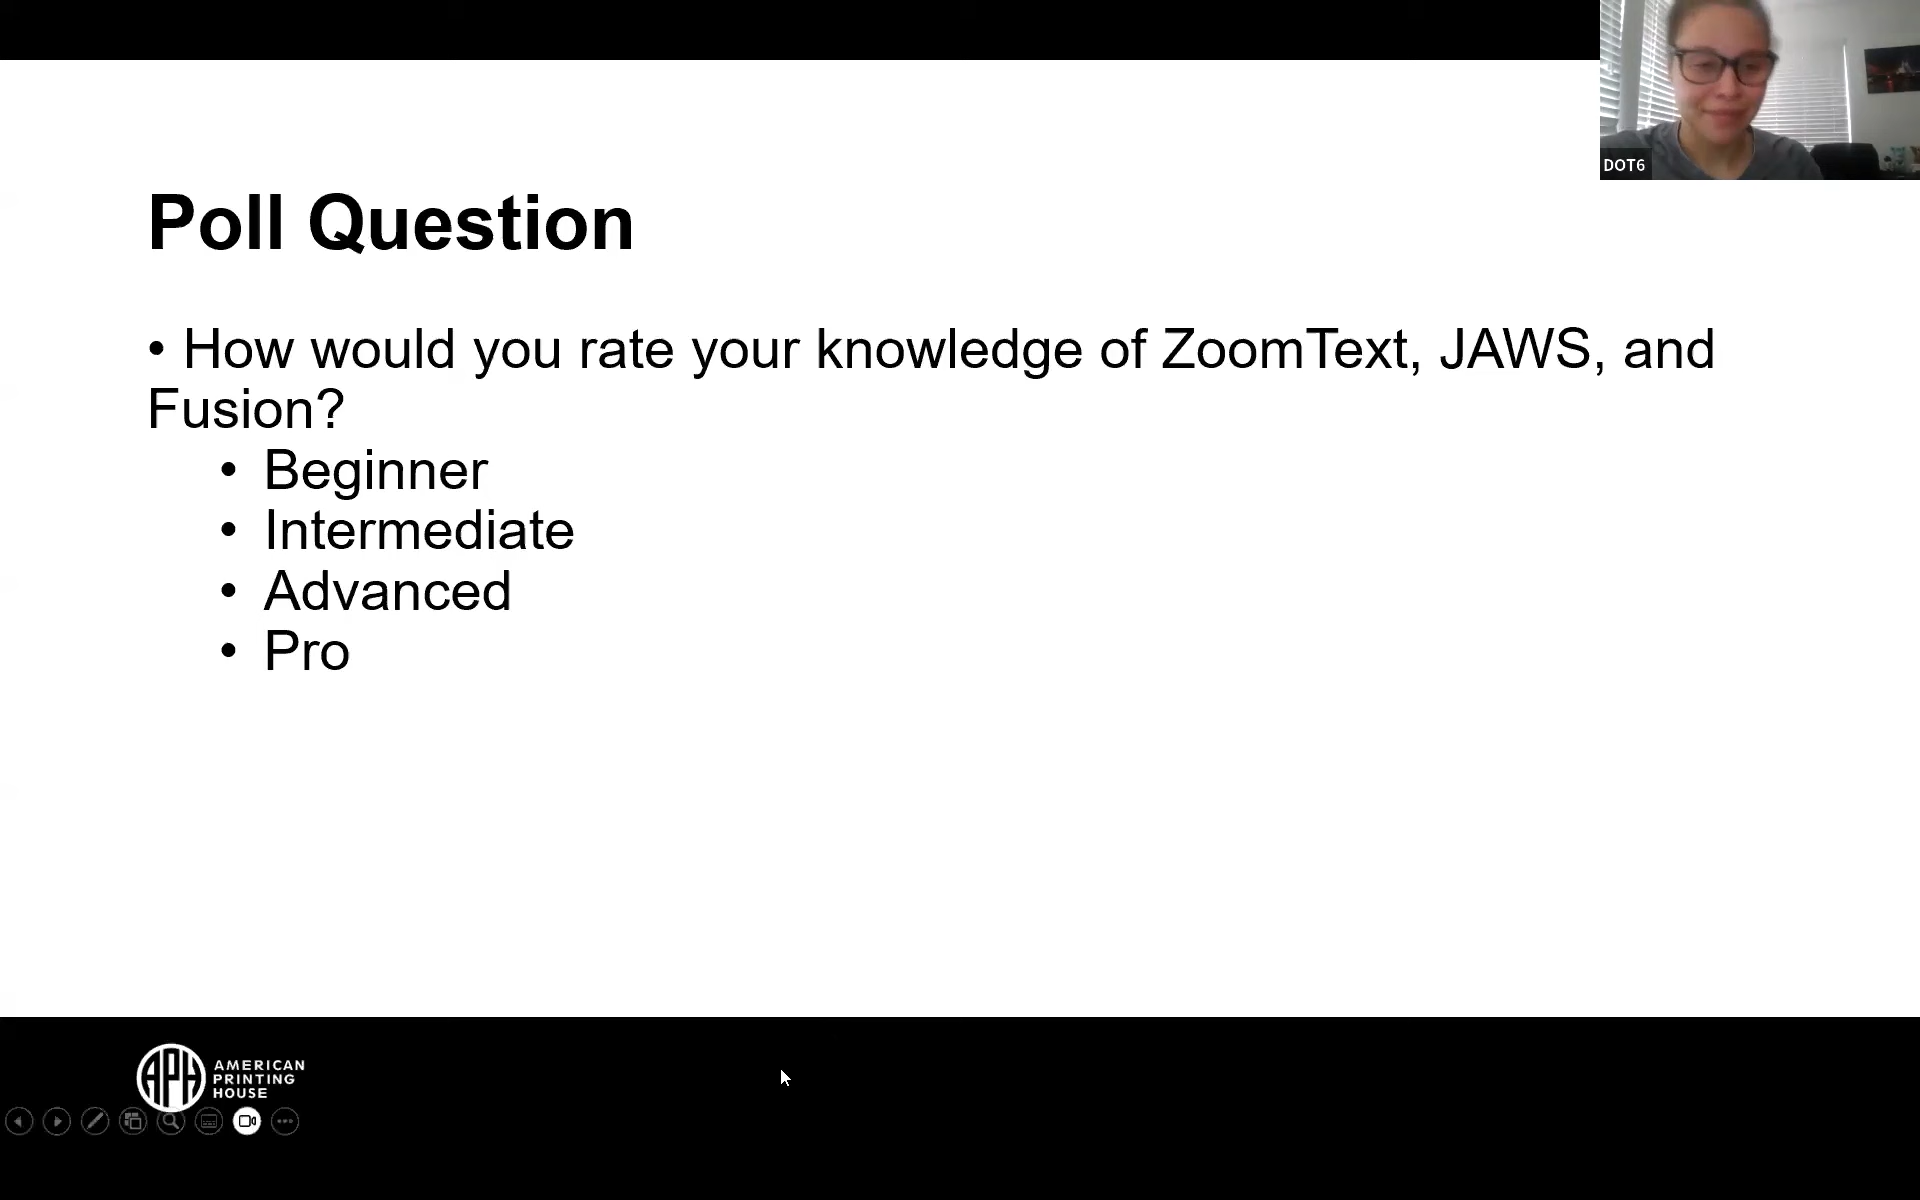 DOT6
Poll Question
• How would you rate your knowledge of ZoomText, JAWS, and
Fusion?
• Beginner
• Intermediate
• Advanced
• Pro
APH
AMERICAN
PRINTING
HOUSE